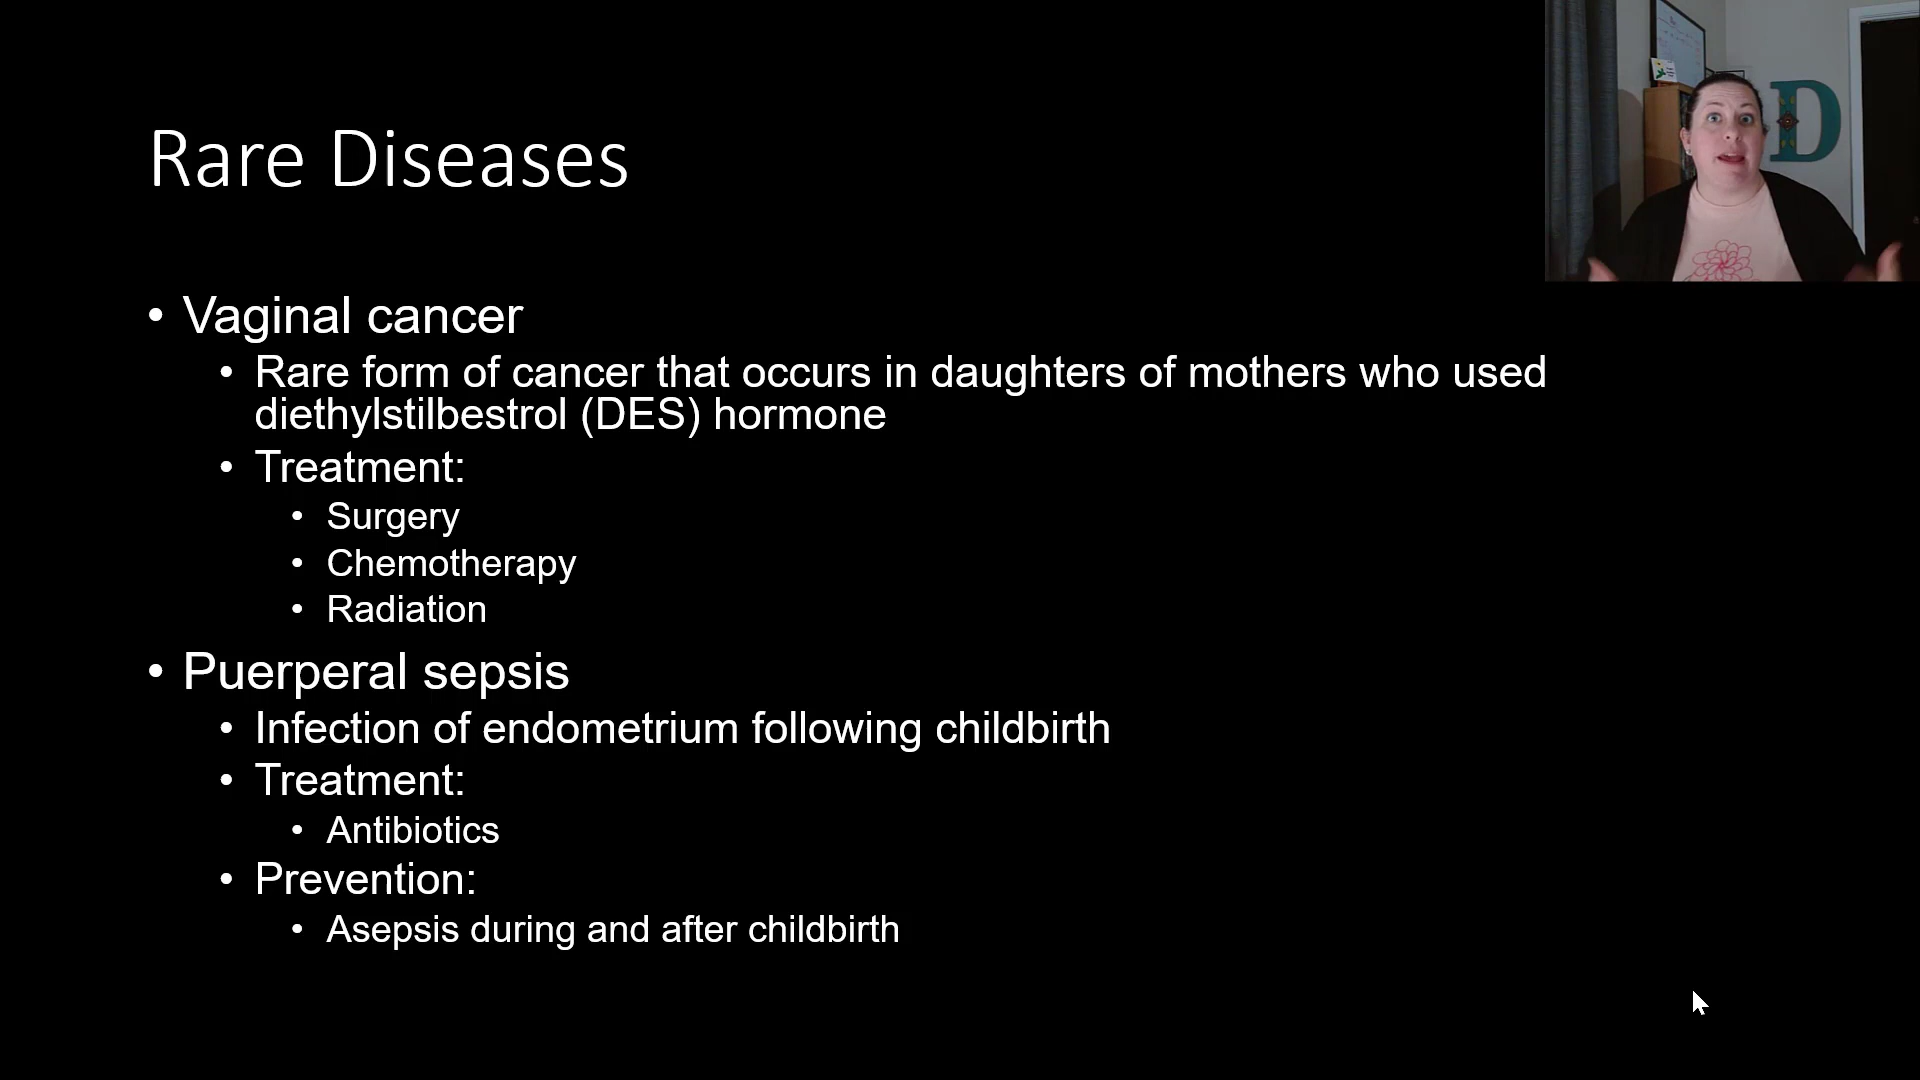 Rare Diseases
• Vaginal cancer
• Rare form of cancer that occurs in daughters of mothers who used
diethylstilbestrol (DES) hormone
• Treatment:
• Surgery
• Chemotherapy
• Radiation
• Puerperal sepsis
• Infection of endometrium following childbirth
• Treatment:
• Antibiotics
• Prevention:
• Asepsis during and after childbirth
D